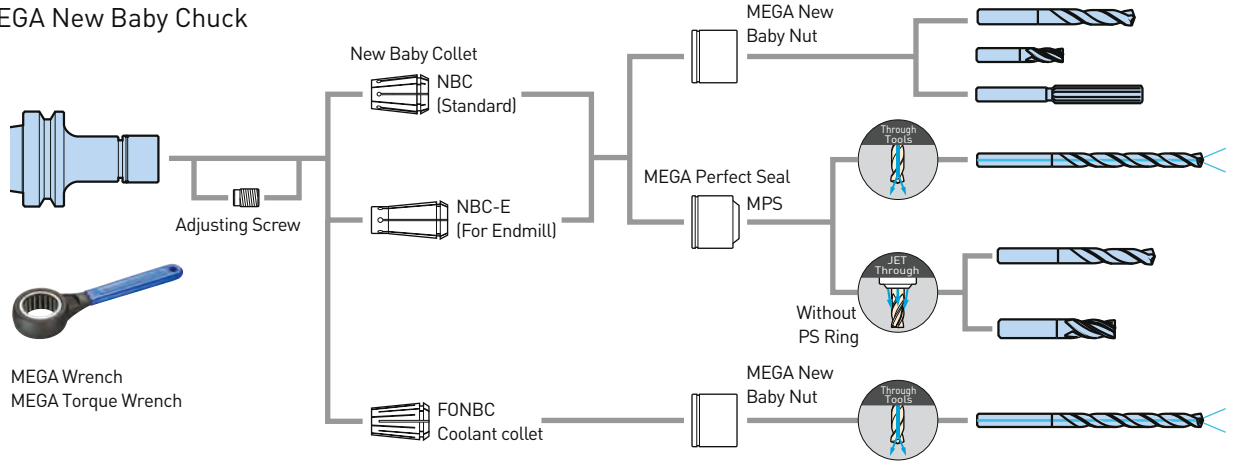 EGA New Baby Chuck
New Baby Collet
NBC
(Standard)
Adjusting Screw
NBC-E
(For Endmill)
MEGA Wrench
MEGA Torque Wrench
FONBC
Coolant collet
MEGA New
Baby Nut
MEGA Perfect Seal
MPS
Through
Tools
JET
Through
Without
PS Ring
MEGA New
Baby Nut
Through
Tools